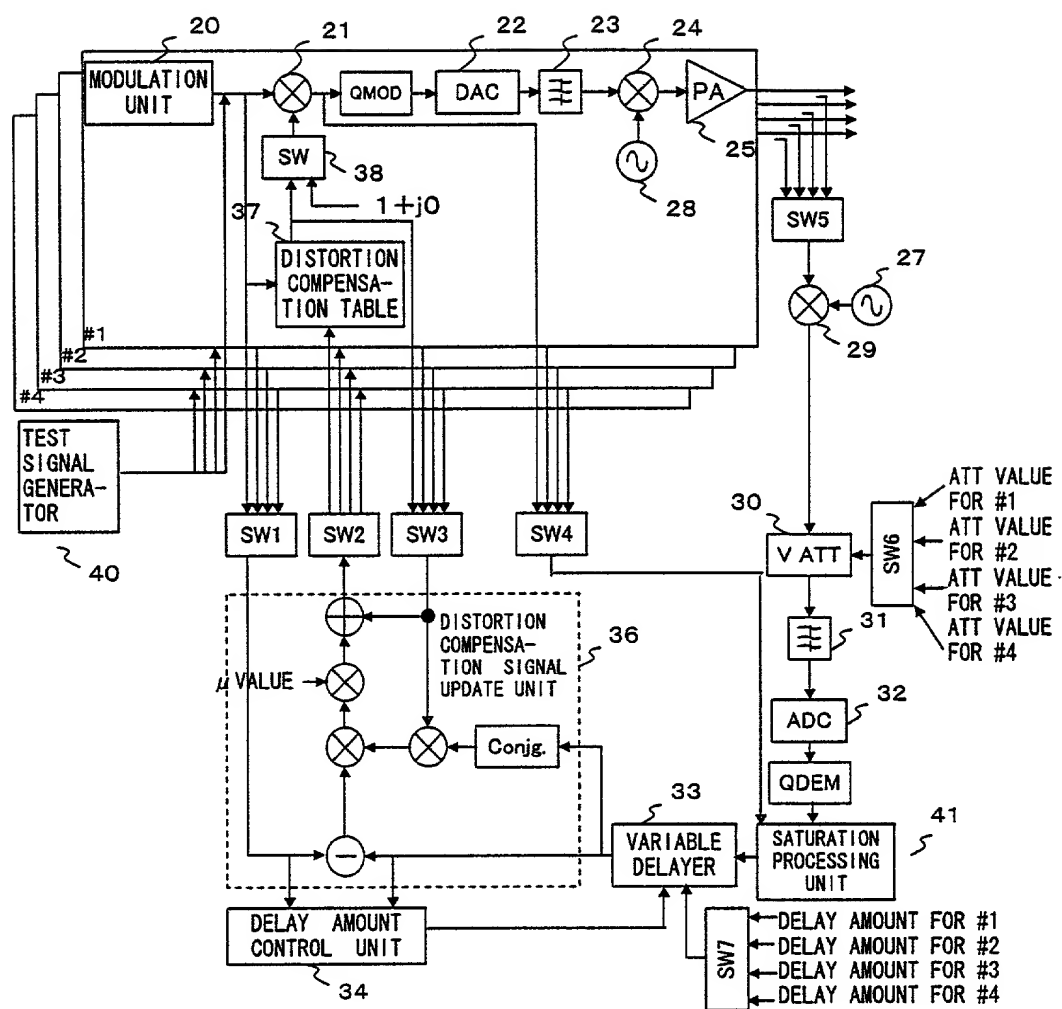 20
21
22
23
24
MODULATION
UNIT
QMOD
DAC
PA
25
SW
38
28
1+j0
37
DISTORTION
COMPENSA-
TION TABLE
SW5
27
29
#1
#2
#3
#4
TEST
SIGNAL
GENERA-
TOR
40
SW1
SW2
SW3
SW4
30
V ATT
SW6
ATT VALUE
FOR #1
ATT VALUE
FOR #2
ATT VALUE
FOR #3
ATT VALUE
FOR #4
31
DISTORTION
COMPENSA-
TION SIGNAL
UPDATE UNIT
36
μ VALUE
ADC
32
Conjg.
QDEM
33
VARIABLE
DELAYER
SATURATION
PROCESSING
UNIT
41
−
DELAY AMOUNT
CONTROL UNIT
34
SW7
DELAY AMOUNT FOR #1
DELAY AMOUNT FOR #2
DELAY AMOUNT FOR #3
DELAY AMOUNT FOR #4